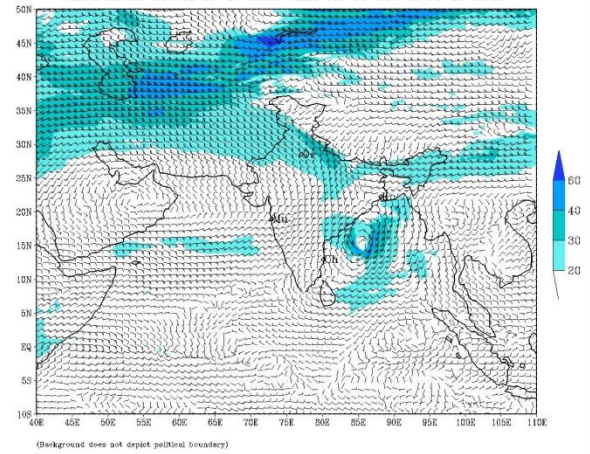 50N
45N
40N
35N
30N
25N
20N
15N
10N
5N
EQ
5S
10S
40E 45E 50E 55E 60E 65E 70E 75E 80E 85E 90E 95E 100E 105E 110E
60
40
30
20
De
Mu
Ch
(Background does not depict political boundary)